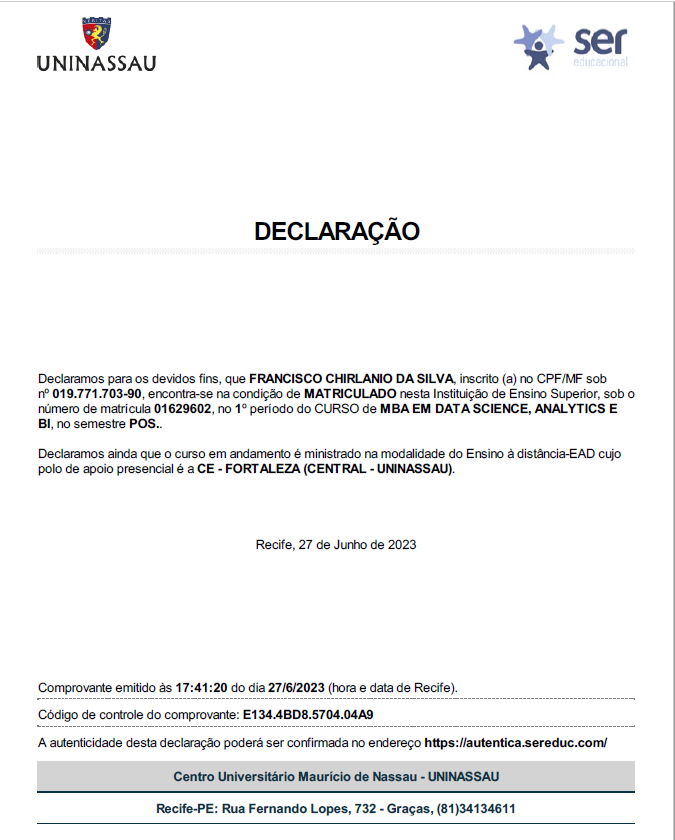 UNINASSAU
ser
educacional
DECLARAÇÃO
Declaramos para os devidos fins, que FRANCISCO CHIRLANIO DA SILVA, inscrito (a) no CPF/MF sob
nº 019.771.703-90, encontra-se na condição de MATRICULADO nesta Instituição de Ensino Superior, sob o
número de matrícula 01629602, no 1º período do CURSO de MBA EM DATA SCIENCE, ANALYTICS E
BI, no semestre POS..
Declaramos ainda que o curso em andamento é ministrado na modalidade do Ensino à distância-EAD cujo
polo de apoio presencial é a CE - FORTALEZA (CENTRAL - UNINASSAU).
Recife, 27 de Junho de 2023
Comprovante emitido às 17:41:20 do dia 27/6/2023 (hora e data de Recife).
Código de controle do comprovante: E134.4BD8.5704.04A9
A autenticidade desta declaração poderá ser confirmada no endereço https://autentica.sereduc.com/
Centro Universitário Maurício de Nassau - UNINASSAU
Recife-PE: Rua Fernando Lopes, 732 - Graças, (81)34134611